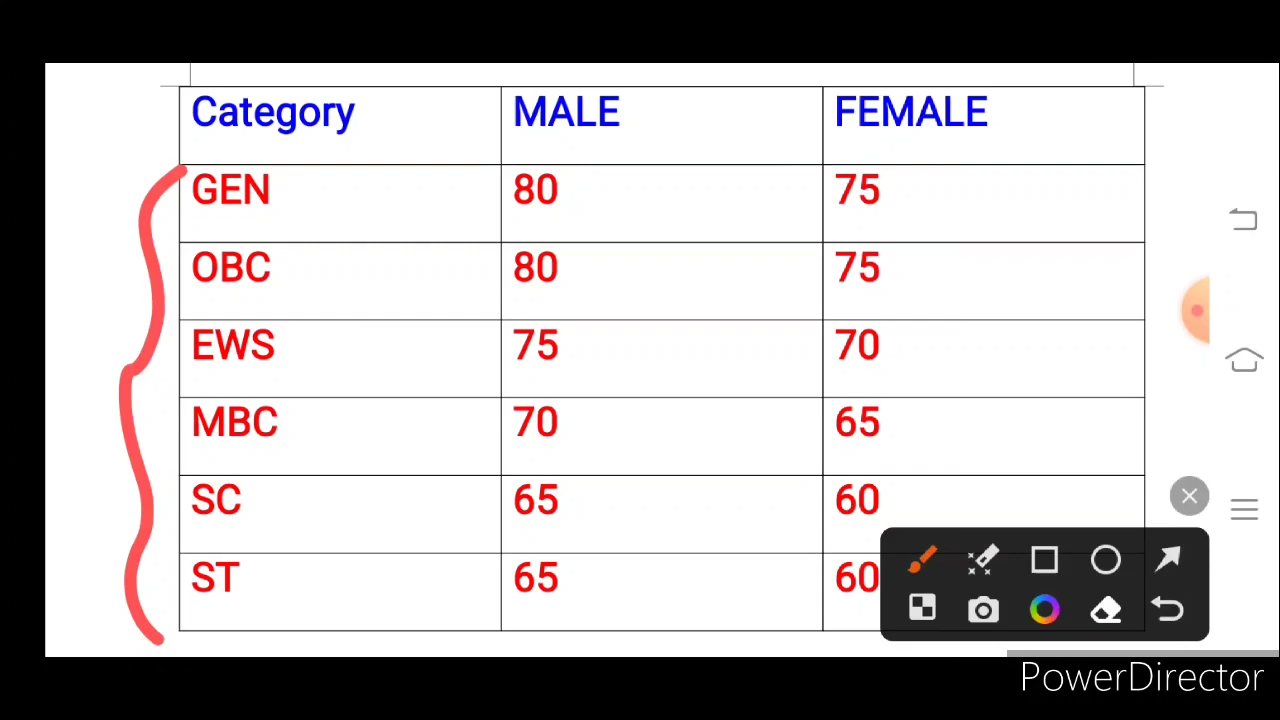 Category MALE FEMALE
GEN 80 75
OBC 80 75
EWS 75 70
MBC 70 65
SC 65 60
ST 65 60
PowerDirector